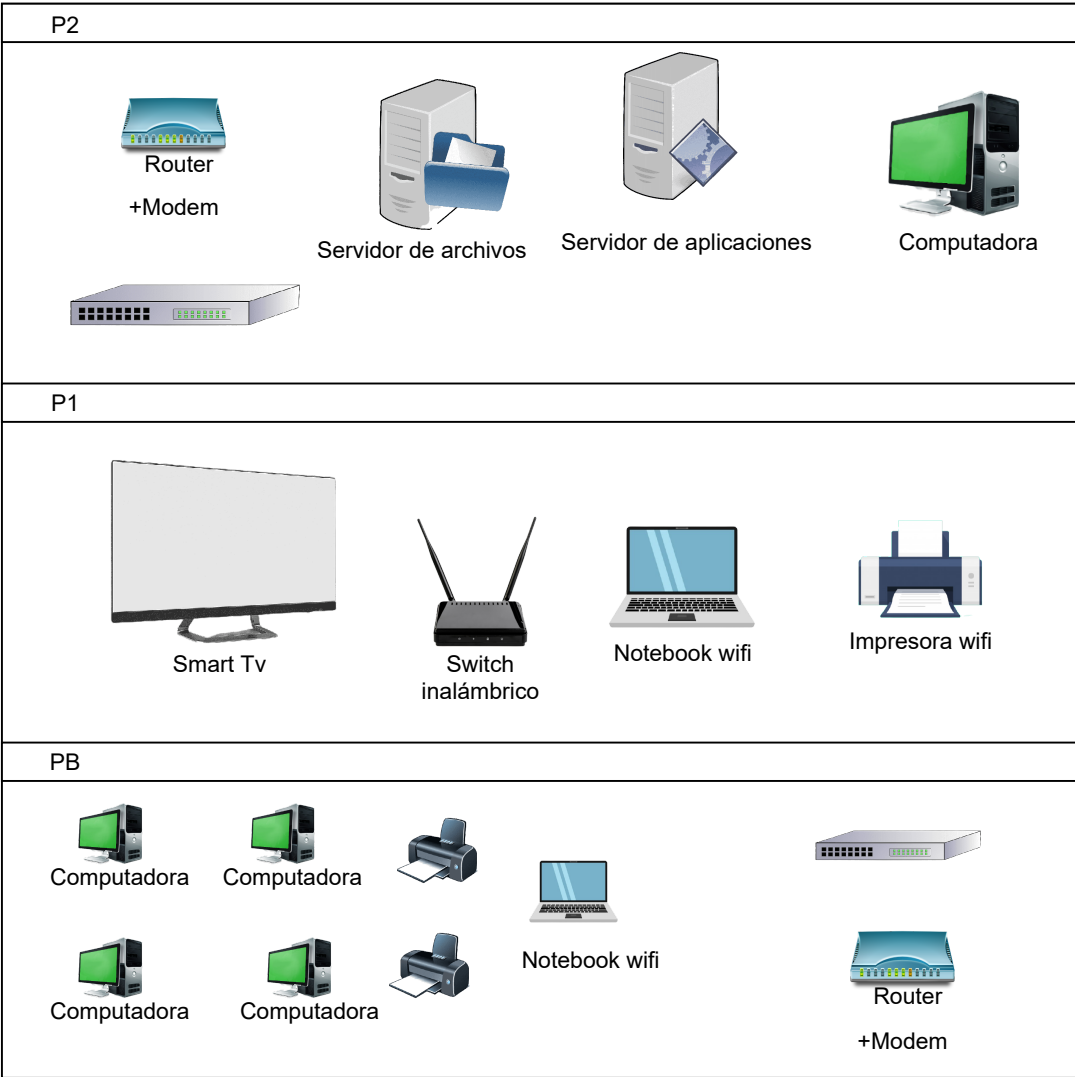 P2
Router
+Modem
Servidor de archivos
Servidor de aplicaciones
Computadora
P1
Smart Tv
Switch
inalámbrico
Notebook wifi
Impresora wifi
PB
Computadora
Computadora
Computadora
Computadora
Notebook wifi
Router
+Modem